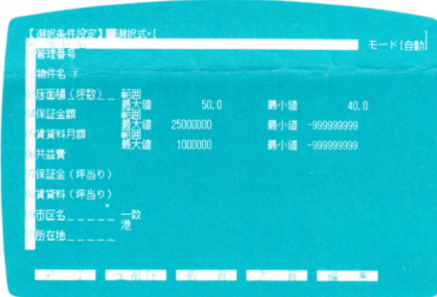 【選択条件設定】 選択式=[
モード[自動]
管理番号
物件名
床面積(坪数)__ 範囲
最大値 50.0 最小値 40.0
保証金額 範囲
最大値 25000000 最小値 -999999999
賃貸料月額 範囲
最大値 1000000 最小値 -999999999
共益費
保証金(坪当り)
賃貸料(坪当り)
市区名_____ 一致
港
所在地_____